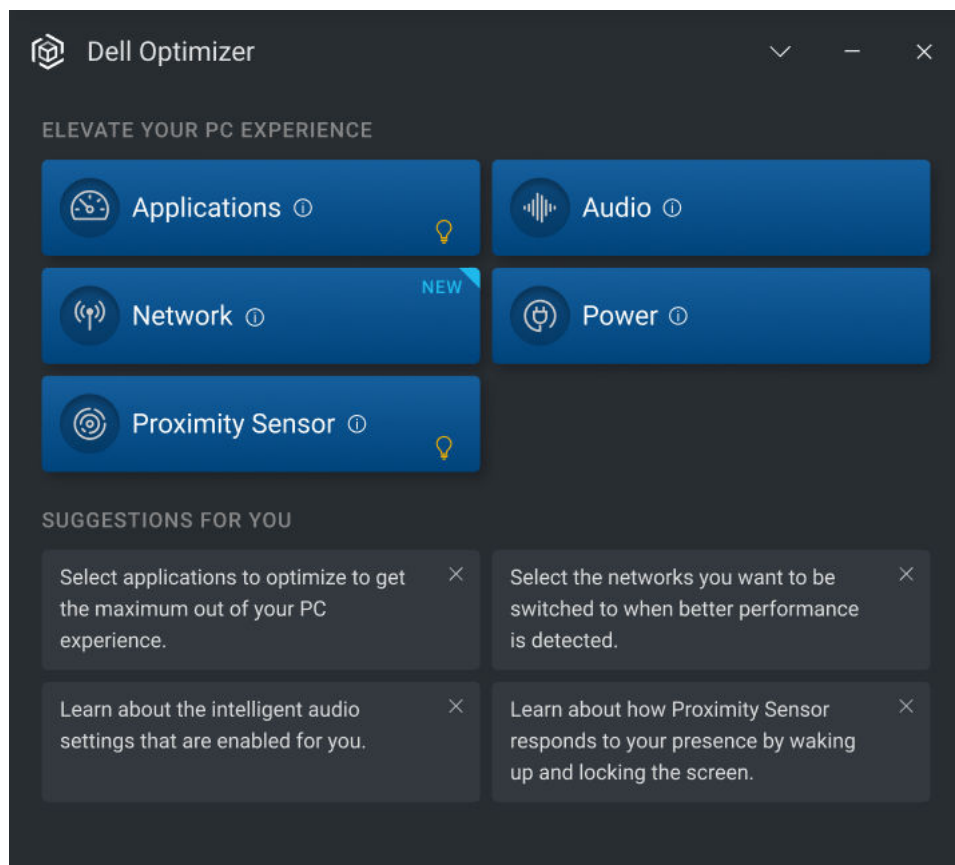 Dell Optimizer
ELEVATE YOUR PC EXPERIENCE
Applications
Audio
Network
NEW
Power
Proximity Sensor
SUGGESTIONS FOR YOU
Select applications to optimize to get
the maximum out of your PC
experience.
Select the networks you want to be
switched to when better performance
is detected.
Learn about the intelligent audio
settings that are enabled for you.
Learn about how Proximity Sensor
responds to your presence by waking
up and locking the screen.